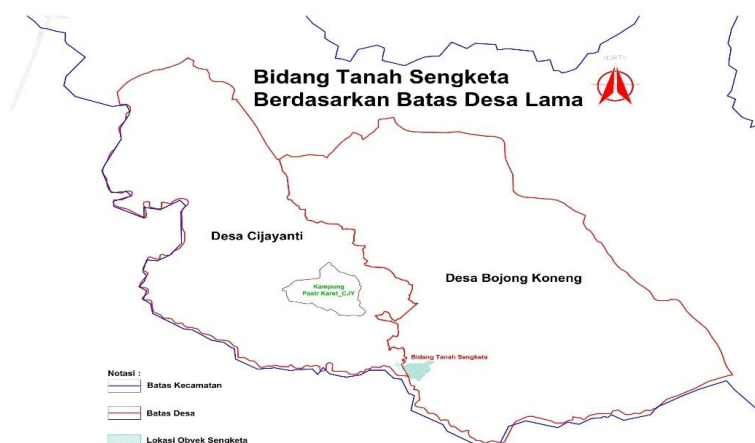 Bidang Tanah Sengketa
Berdasarkan Batas Desa Lama
NORTH
Desa Cijayanti
Desa Bojong Koneng
Kampung
Pasir Karet_CJY
Bidang Tanah Sengketa
Notasi :
Batas Kecamatan
Batas Desa
Lokasi Obyek Sengketa